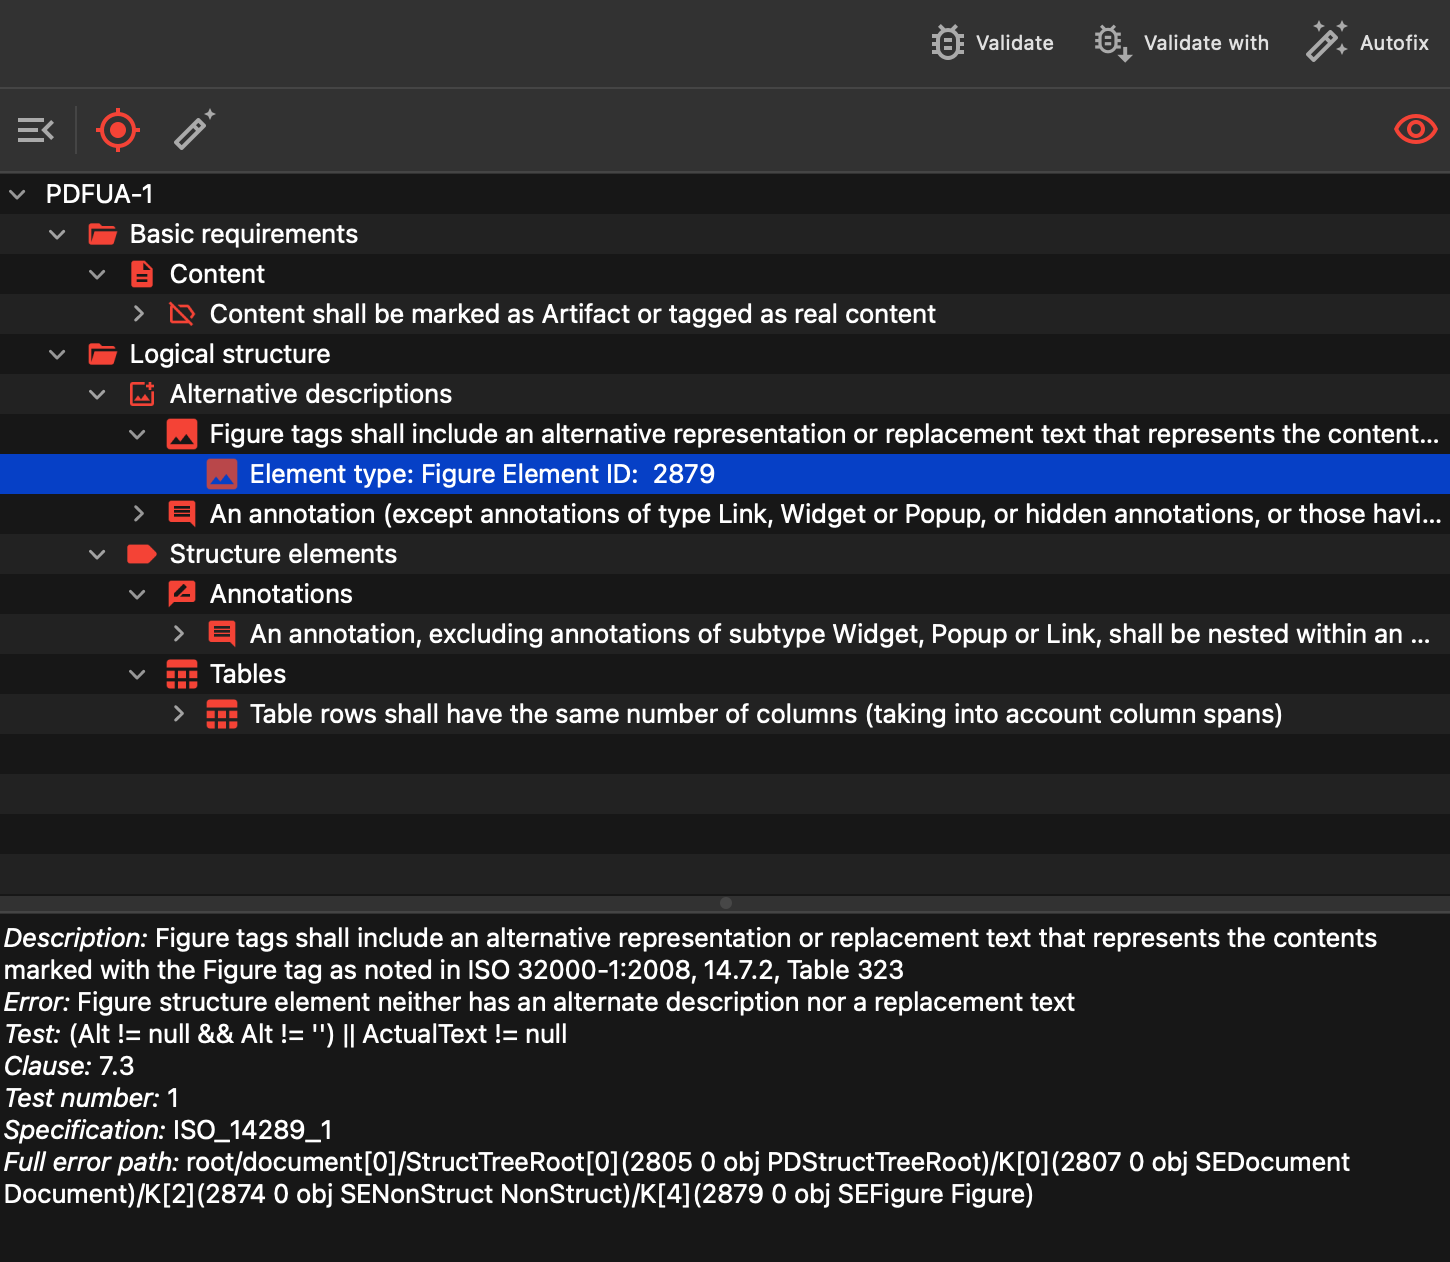 Validate
Validate with
Autofix
PDFUA-1
Basic requirements
Content
Content shall be marked as Artifact or tagged as real content
Logical structure
Alternative descriptions
Figure tags shall include an alternative representation or replacement text that represents the content...
Element type: Figure Element ID:  2879
An annotation (except annotations of type Link, Widget or Popup, or hidden annotations, or those havi...
Structure elements
Annotations
An annotation, excluding annotations of subtype Widget, Popup or Link, shall be nested within an ...
Tables
Table rows shall have the same number of columns (taking into account column spans)
Description: Figure tags shall include an alternative representation or replacement text that represents the contents
marked with the Figure tag as noted in ISO 32000-1:2008, 14.7.2, Table 323
Error: Figure structure element neither has an alternate description nor a replacement text
Test: (Alt != null && Alt != '') || ActualText != null
Clause: 7.3
Test number: 1
Specification: ISO_14289_1
Full error path: root/document[0]/StructTreeRoot[0](2805 0 obj PDStructTreeRoot)/K[0](2807 0 obj SEDocument
Document)/K[2](2874 0 obj SENonStruct NonStruct)/K[4](2879 0 obj SEFigure Figure)